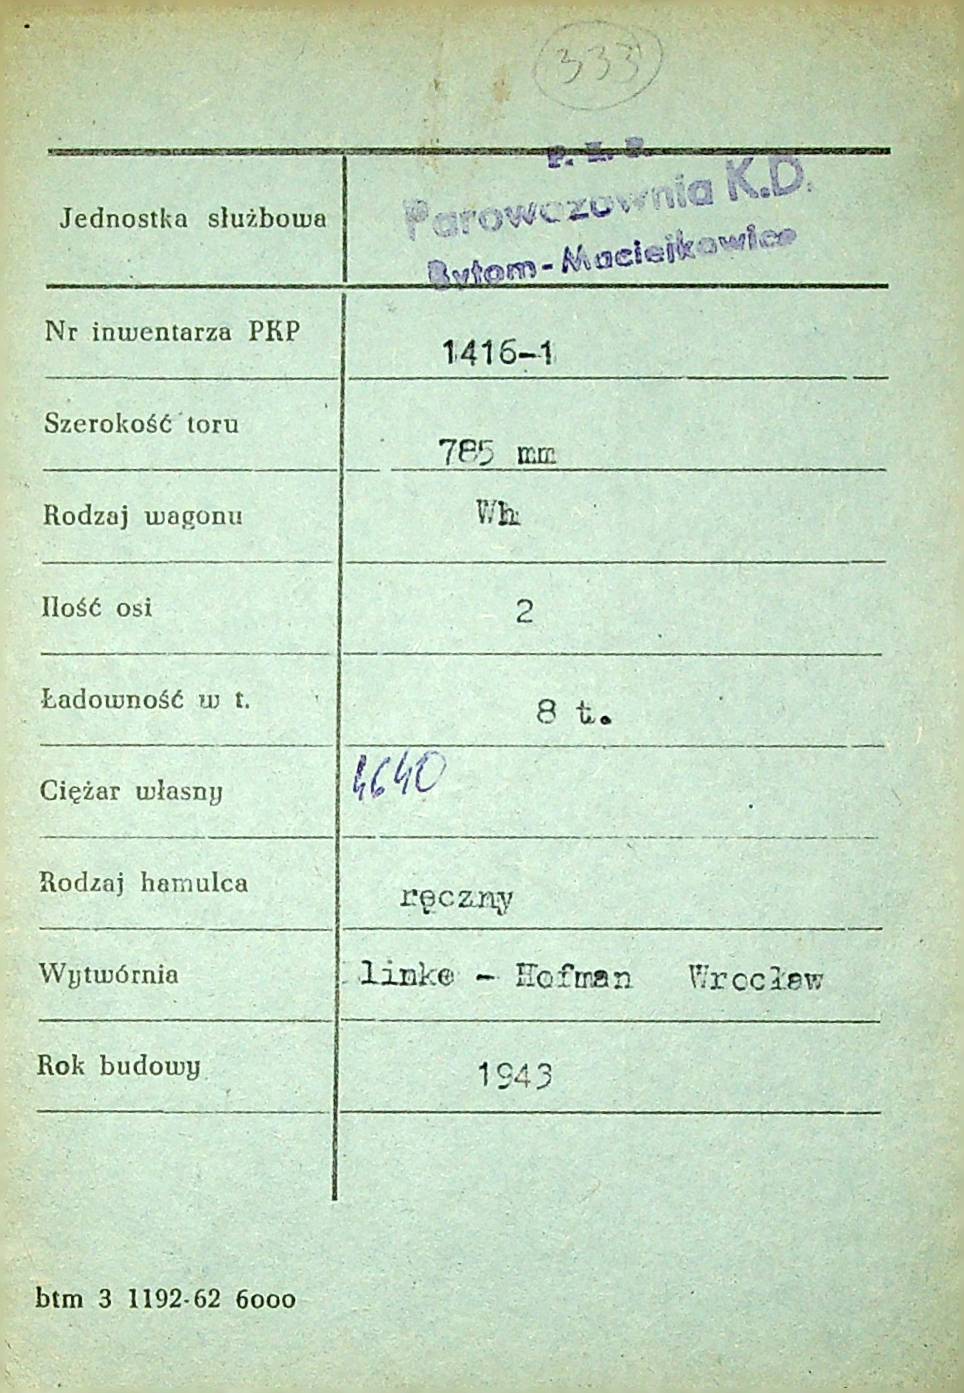 333
P. K. P.
Jednostka służbowa Parowozownia K.D.
Bytom-Maciejkowice
Nr inwentarza PKP 1416-1
Szerokość toru 785 mm
Rodzaj wagonu Wh
Ilość osi 2
Ładowność w t. 8 t.
Ciężar własny 4640
Rodzaj hamulca ręczny
Wytwórnia linke - Hofman Wrocław
Rok budowy 1943
btm 3 1192-62 6000